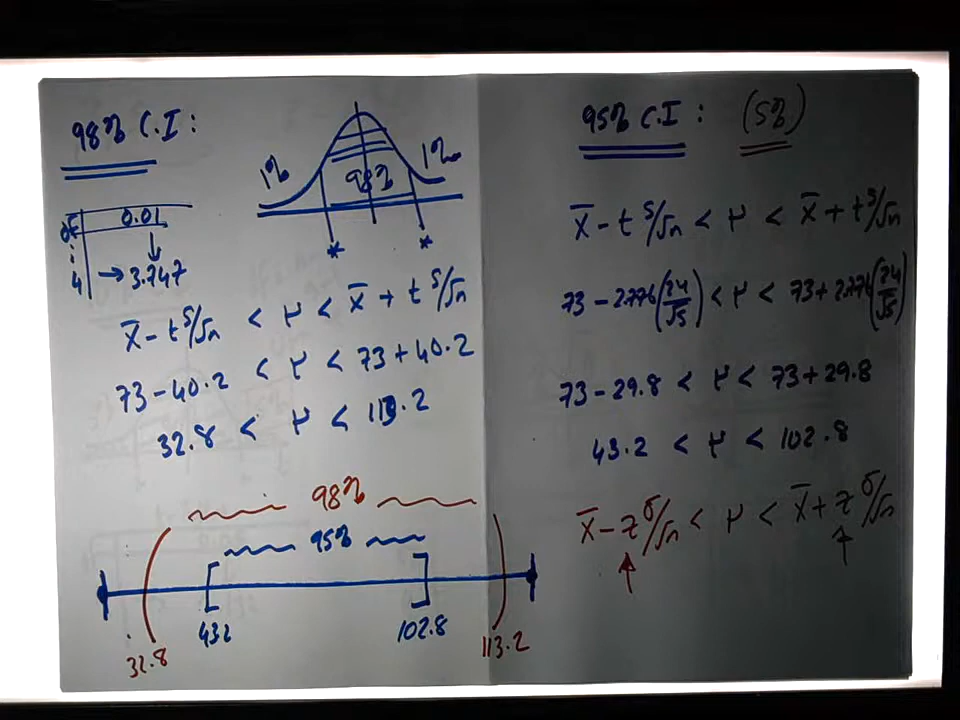 98% C.I:
1% 98% 1%
* *
df 0.01
4 → 3.747
x̄ - t s/√n < μ < x̄ + t s/√n
73 - 40.2 < μ < 73 + 40.2
32.8 < μ < 113.2
98%
95%
432 102.8
32.8 113.2
95% C.I: (5%)
x̄ - t s/√n < μ < x̄ + t s/√n
73 - 2.776(24/√5) < μ < 73 + 2.776(24/√5)
73 - 29.8 < μ < 73 + 29.8
43.2 < μ < 102.8
x̄ - z σ/√n < μ < x̄ + z σ/√n